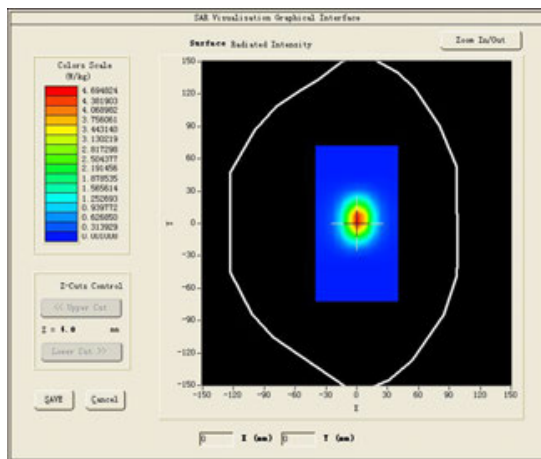 SAR Visualisation Graphical Interface
Surface Radiated Intensity
Zoom In/Out
Colors Scale
(W/kg)
4.694824
4.381903
4.068982
3.756061
3.443140
3.130219
2.817298
2.504377
2.191456
1.878535
1.565614
1.252693
0.939772
0.626850
0.313929
0.001008
150
120
90
60
30
0
-30
-60
-90
-120
-150
Y
-150 -120 -90 -60 -30 0 30 60 90 120 150
X
Z-Cuts Control
<< Upper Cut
Z = 4.0 mm
Lower Cut >>
SAVE Cancel
0 X (mm) 0 Y (mm)